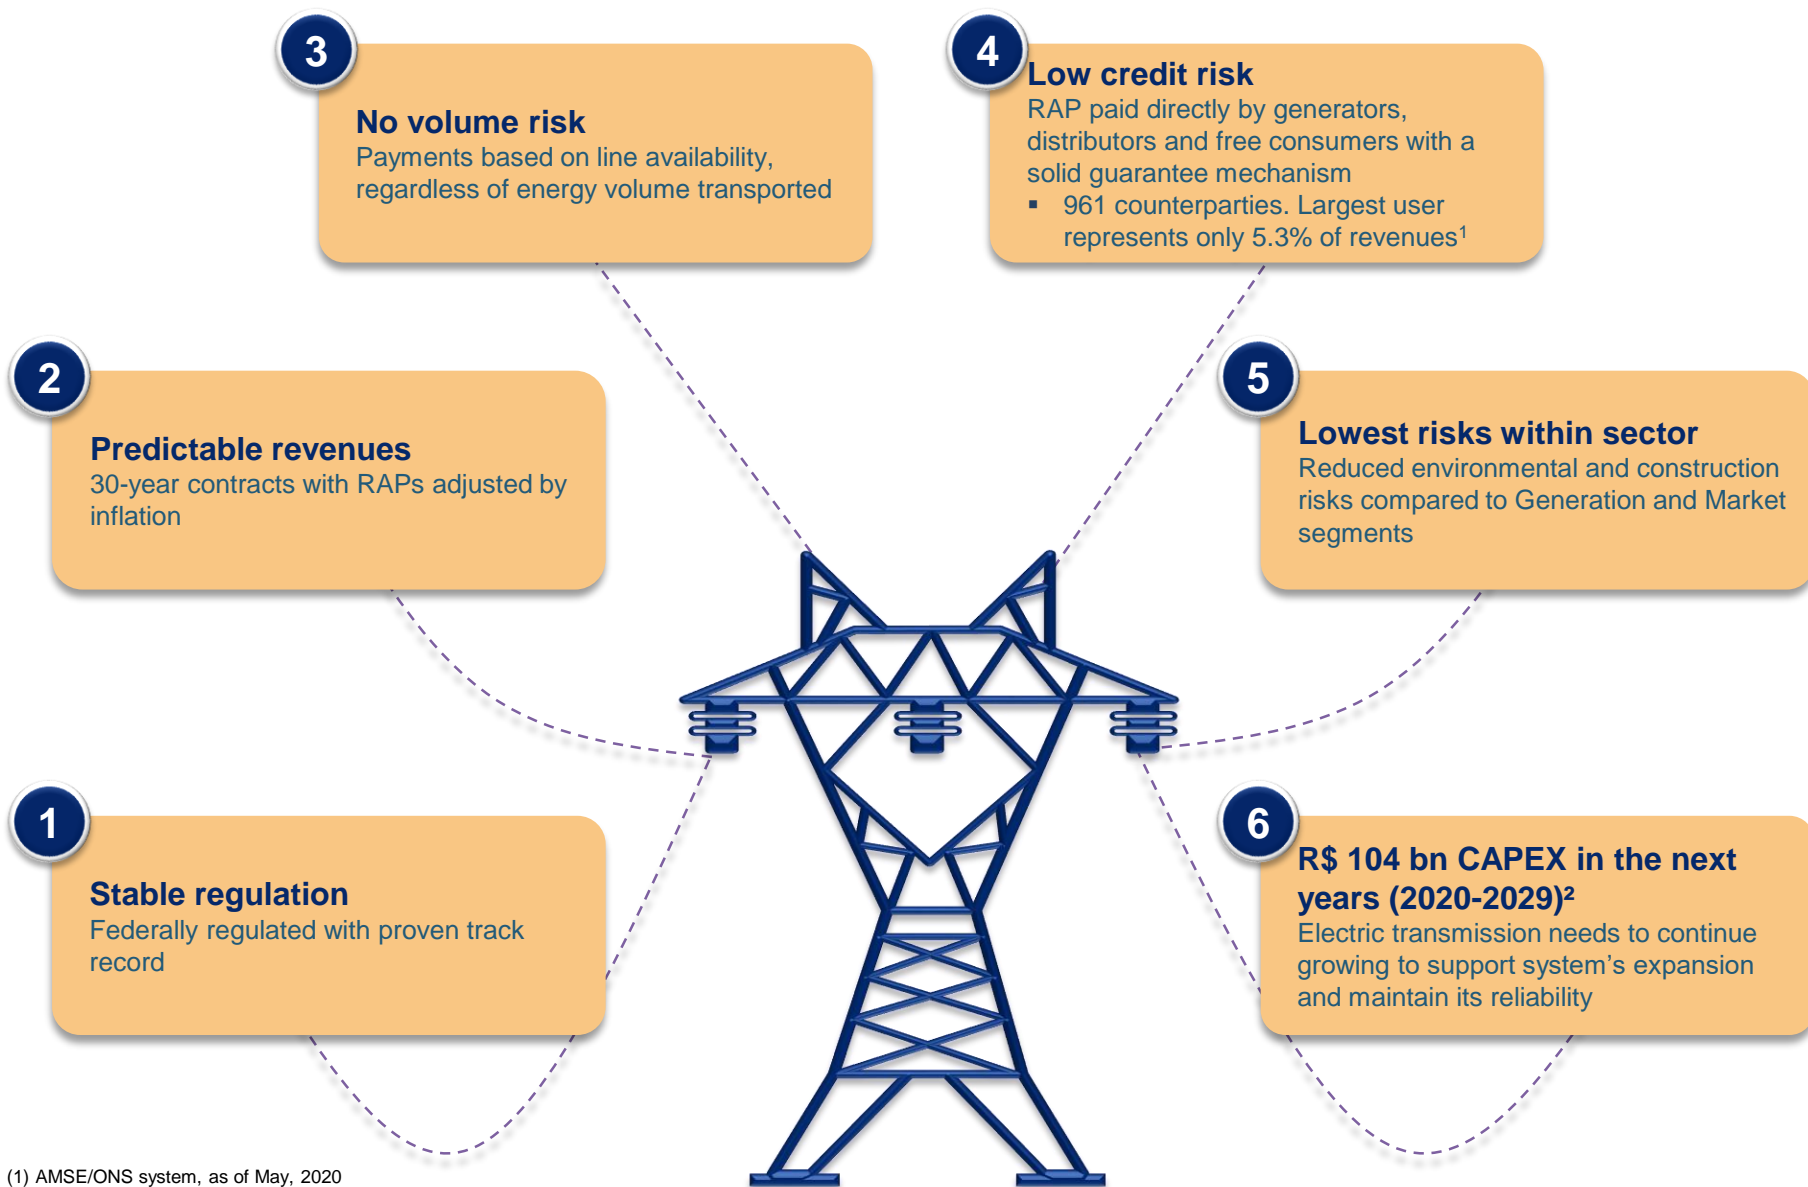 1
Stable regulation
Federally regulated with proven track
record
2
Predictable revenues
30-year contracts with RAPs adjusted by
inflation
3
No volume risk
Payments based on line availability,
regardless of energy volume transported
4
Low credit risk
RAP paid directly by generators,
distributors and free consumers with a
solid guarantee mechanism
▪ 961 counterparties. Largest user
represents only 5.3% of revenues¹
5
Lowest risks within sector
Reduced environmental and construction
risks compared to Generation and Market
segments
6
R$ 104 bn CAPEX in the next
years (2020-2029)²
Electric transmission needs to continue
growing to support system’s expansion
and maintain its reliability
(1) AMSE/ONS system, as of May, 2020